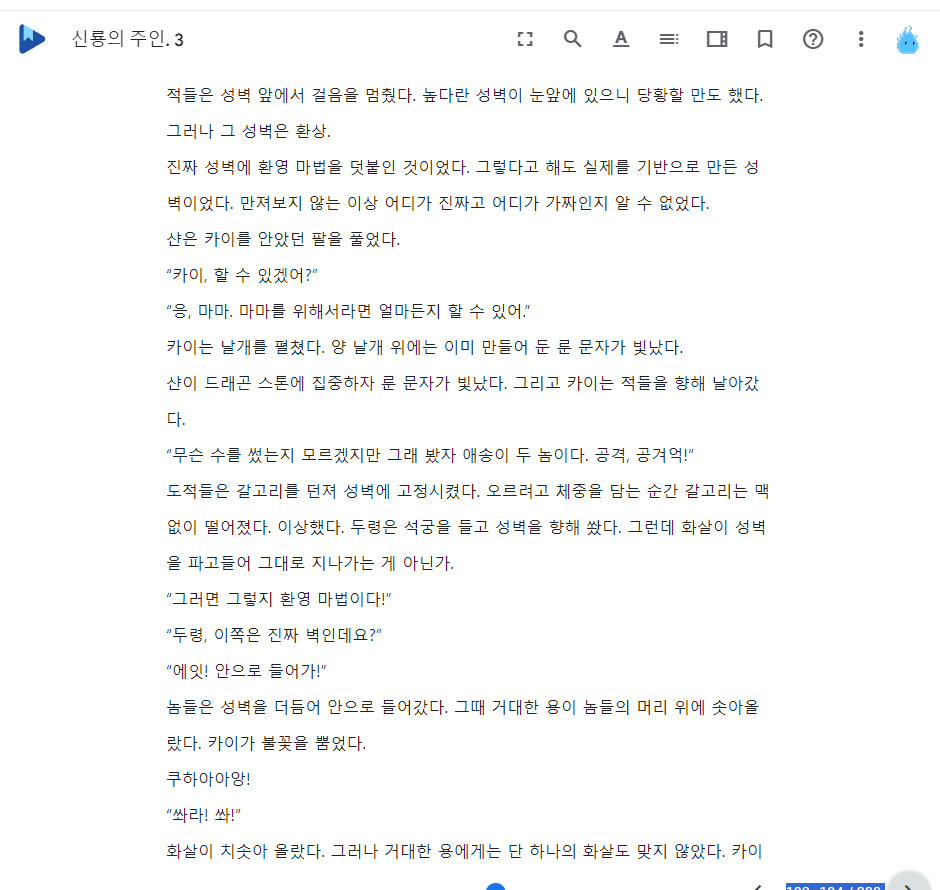 신룡의 주인. 3
적들은 성벽 앞에서 걸음을 멈췄다. 높다란 성벽이 눈앞에 있으니 당황할 만도 했다.
그러나 그 성벽은 환상.
진짜 성벽에 환영 마법을 덧붙인 것이었다. 그렇다고 해도 실제를 기반으로 만든 성
벽이었다. 만져보지 않는 이상 어디가 진짜고 어디가 가짜인지 알 수 없었다.
샨은 카이를 안았던 팔을 풀었다.
“카이, 할 수 있겠어?”
“응, 마마. 마마를 위해서라면 얼마든지 할 수 있어.”
카이는 날개를 펼쳤다. 양 날개 위에는 이미 만들어 둔 룬 문자가 빛났다.
샨이 드래곤 스톤에 집중하자 룬 문자가 빛났다. 그리고 카이는 적들을 향해 날아갔
다.
“무슨 수를 썼는지 모르겠지만 그래 봤자 애송이 두 놈이다. 공격, 공겨억!”
도적들은 갈고리를 던져 성벽에 고정시켰다. 오르려고 체중을 담는 순간 갈고리는 맥
없이 떨어졌다. 이상했다. 두령은 석궁을 들고 성벽을 향해 쐈다. 그런데 화살이 성벽
을 파고들어 그대로 지나가는 게 아닌가.
“그러면 그렇지 환영 마법이다!”
“두령, 이쪽은 진짜 벽인데요?”
“에잇! 안으로 들어가!”
놈들은 성벽을 더듬어 안으로 들어갔다. 그때 거대한 용이 놈들의 머리 위에 솟아올
랐다. 카이가 불꽃을 뿜었다.
쿠하아아앙!
“쏴라! 쏴!”
화살이 치솟아 올랐다. 그러나 거대한 용에게는 단 하나의 화살도 맞지 않았다. 카이